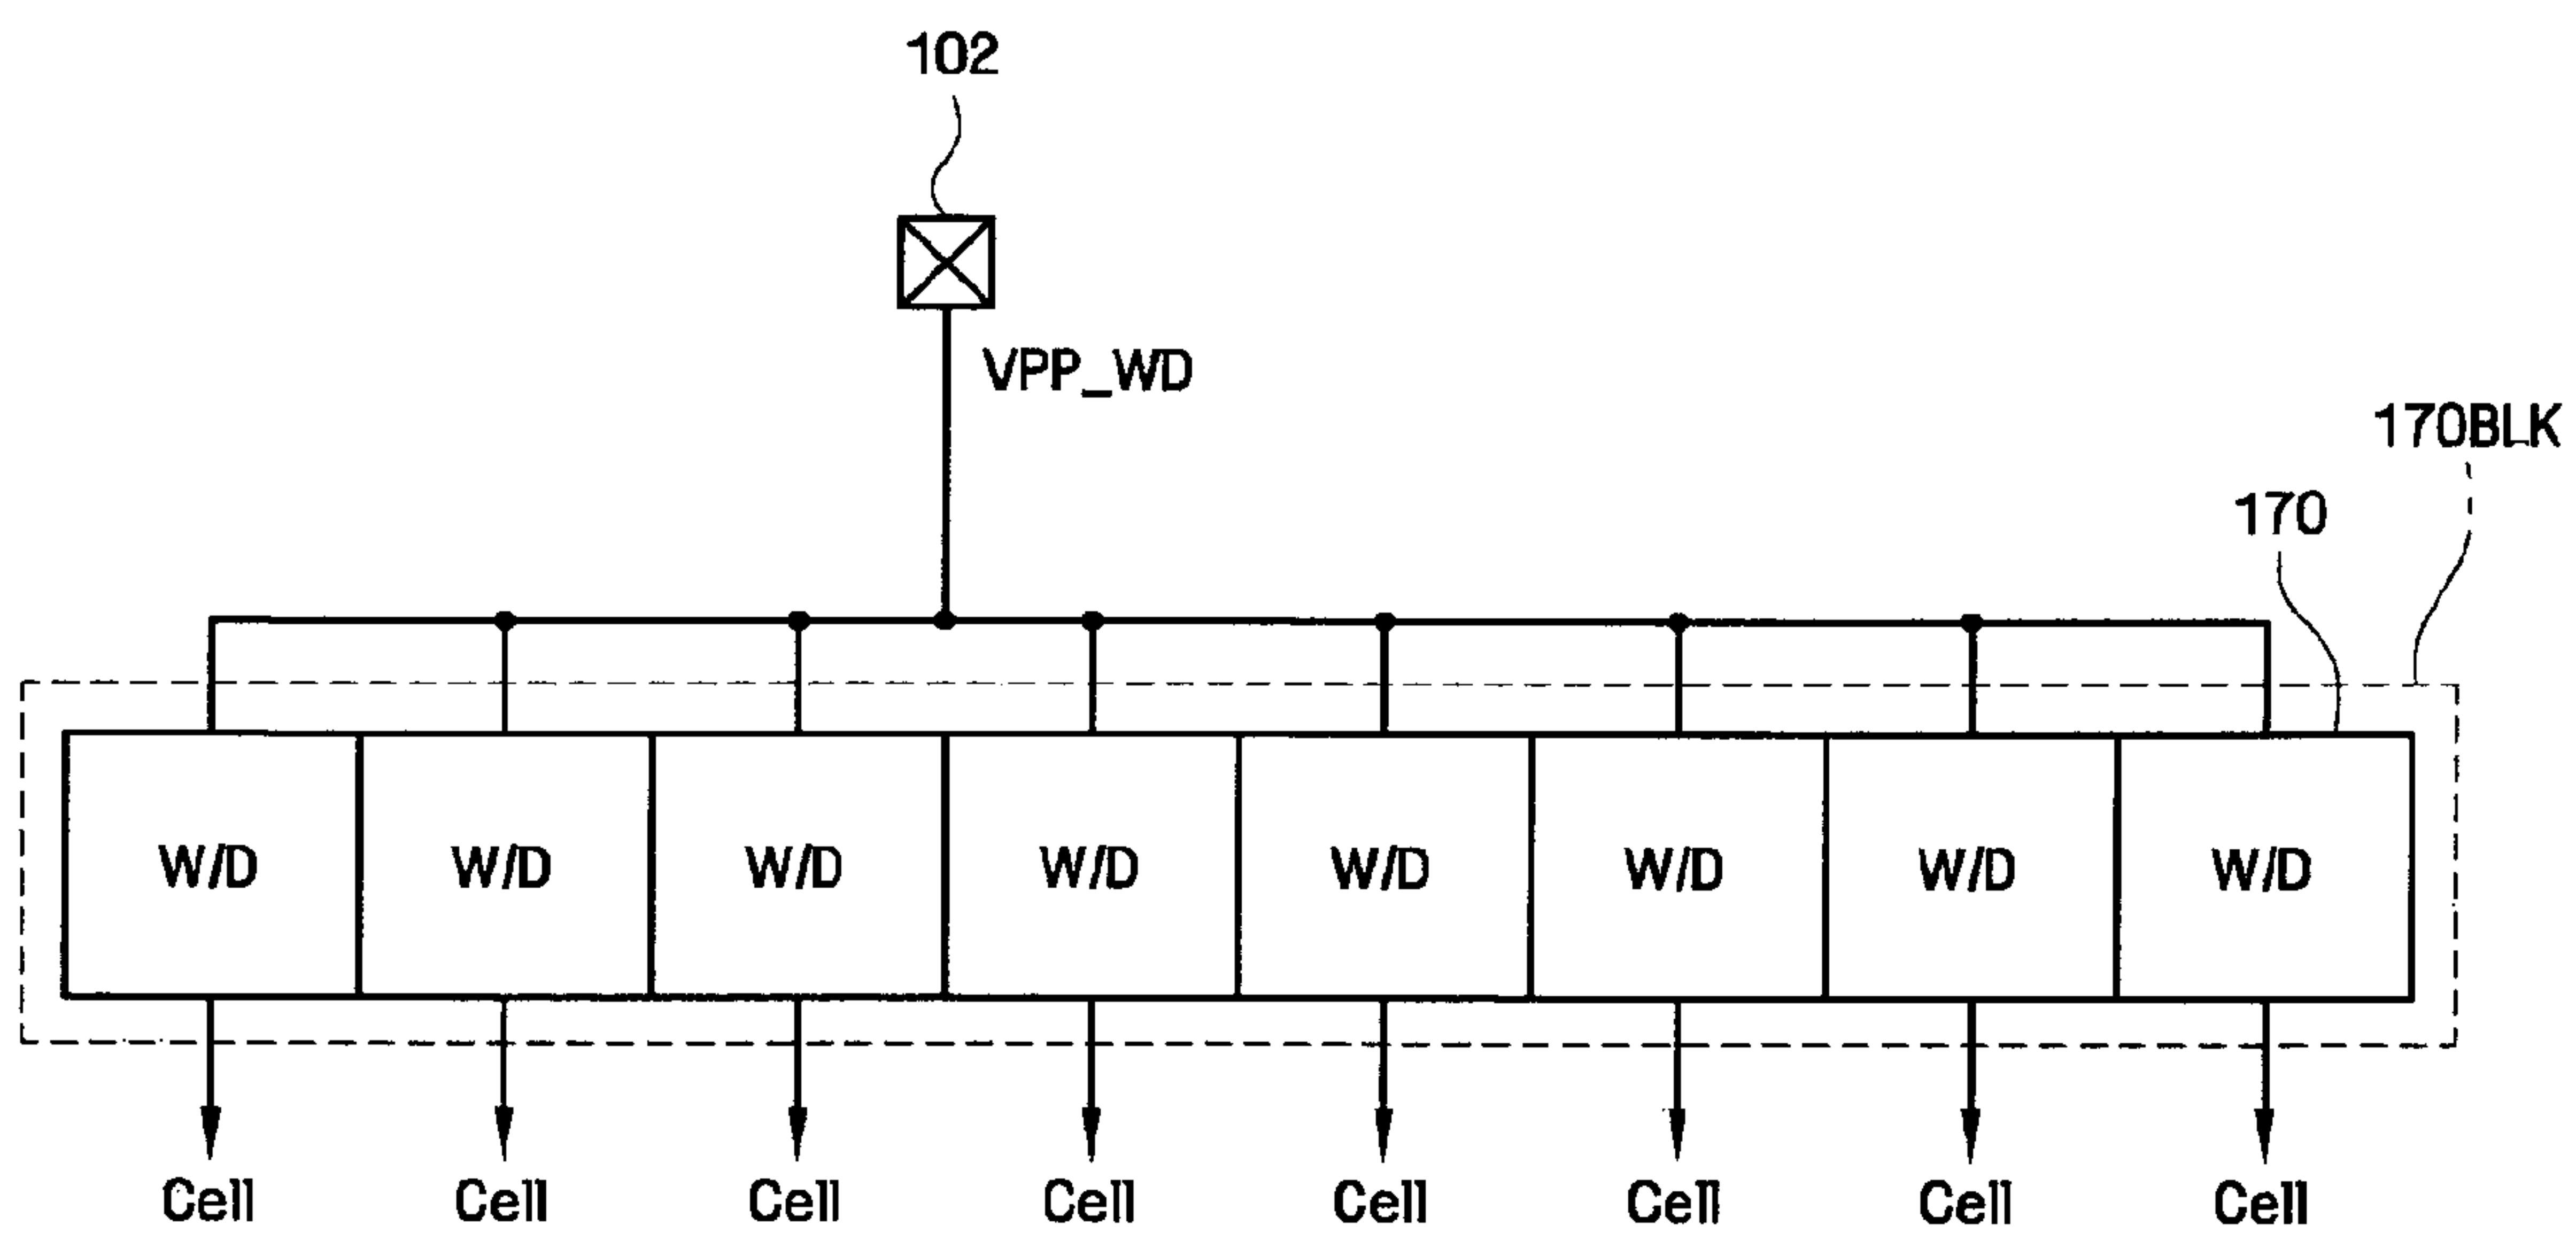 102
VPP_WD
170BLK
170
W/D W/D W/D W/D W/D W/D W/D W/D
Cell Cell Cell Cell Cell Cell Cell Cell